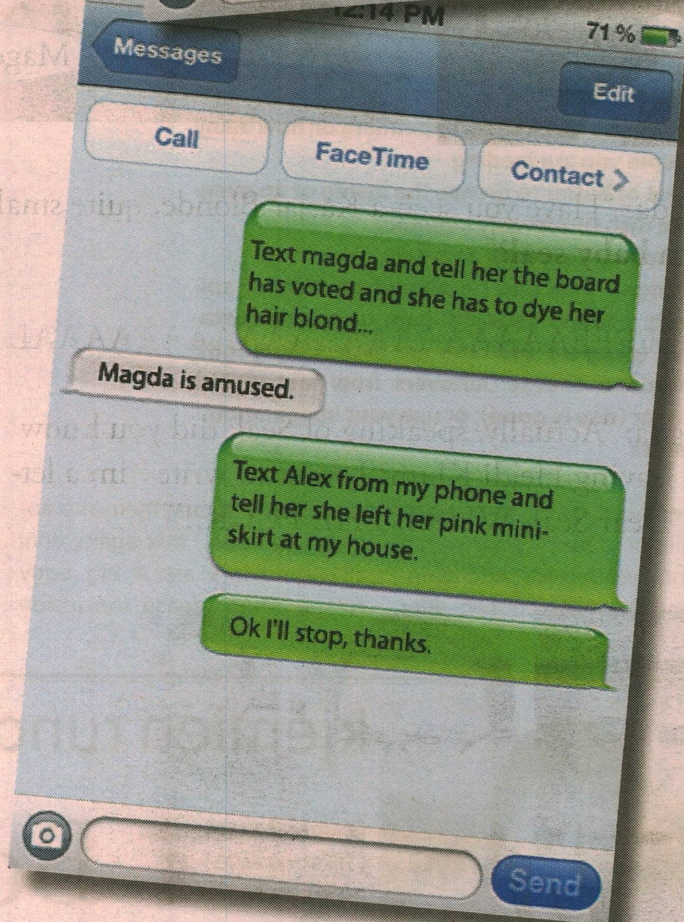 12:14 PM
71%
Messages
Edit
Call
FaceTime
Contact >
Text magda and tell her the board
has voted and she has to dye her
hair blond...
Magda is amused.
Text Alex from my phone and
tell her she left her pink mini-
skirt at my house.
Ok I'll stop, thanks.
Send